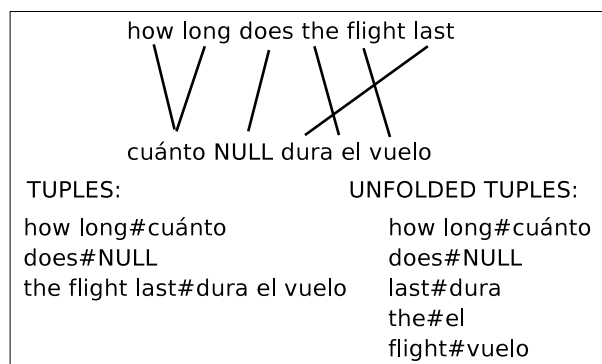 how long does the flight last
cuánto NULL dura el vuelo
TUPLES:
how long#cuánto
does#NULL
the flight last#dura el vuelo
UNFOLDED TUPLES:
how long#cuánto
does#NULL
last#dura
the#el
flight#vuelo